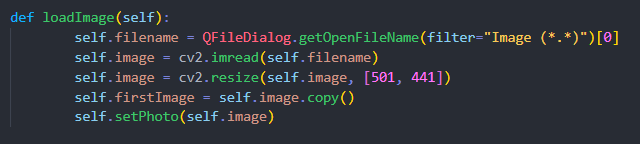 def loadImage(self):
        self.filename = QFileDialog.getOpenFileName(filter="Image (*.*)")[0]
        self.image = cv2.imread(self.filename)
        self.image = cv2.resize(self.image, [501, 441])
        self.firstImage = self.image.copy()
        self.setPhoto(self.image)